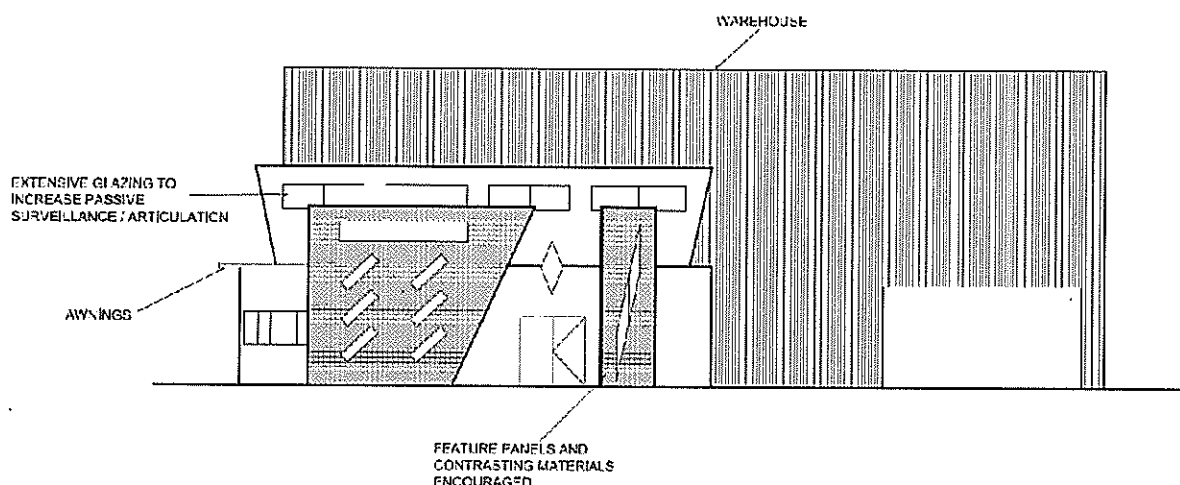 WAREHOUSE
EXTENSIVE GLAZING TO
INCREASE PASSIVE
SURVEILLANCE / ARTICULATION
AWNINGS
FEATURE PANELS AND
CONTRASTING MATERIALS
ENCOURAGED